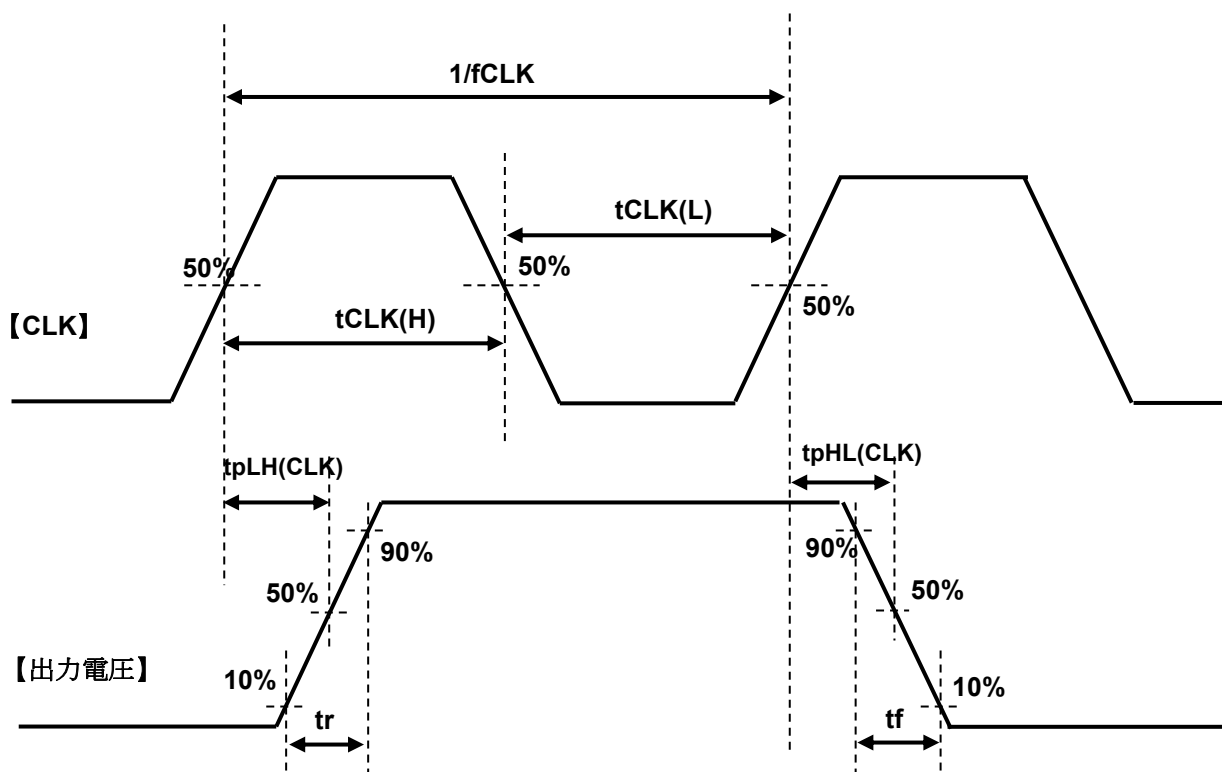 1/fCLK
tCLK(L)
50%
50%
50%
tCLK(H)
【CLK】
tpLH(CLK)
tpHL(CLK)
90%
90%
50%
50%
【出力電圧】
10%
10%
tr
tf